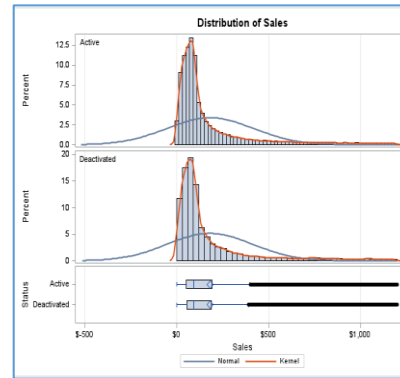 Distribution of Sales
Active
12.5
10.0
7.5
5.0
2.5
0.0
Percent
Deactivated
20
15
10
5
0
Percent
Active
Deactivated
Status
$-500 $0 $500 $1,000
Sales
Normal Kernel